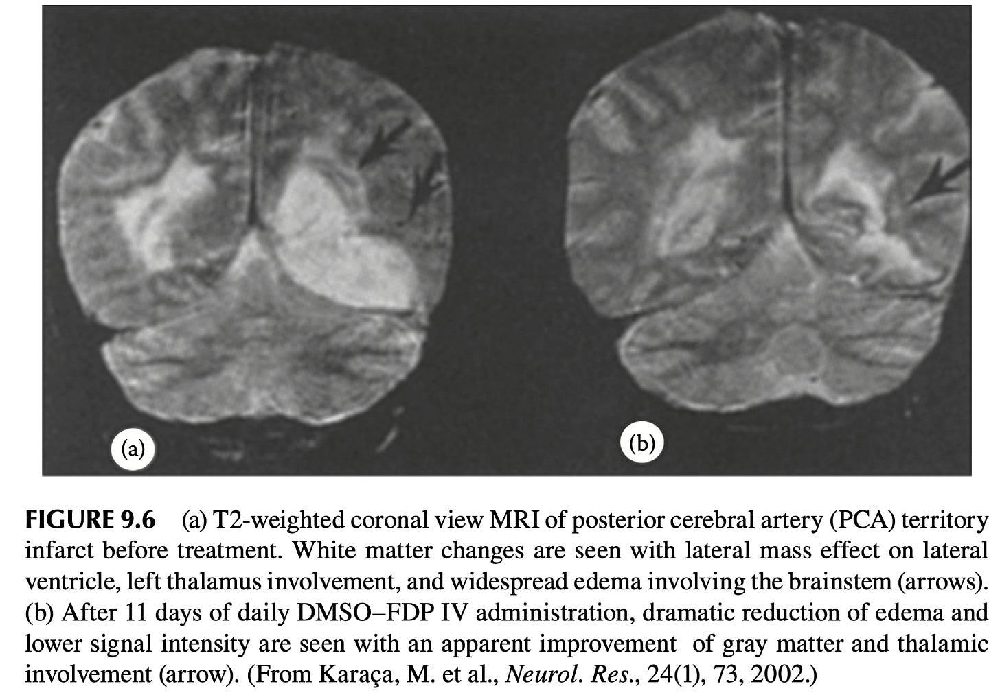 (a)
(b)
FIGURE 9.6 (a) T2-weighted coronal view MRI of posterior cerebral artery (PCA) territory
infarct before treatment. White matter changes are seen with lateral mass effect on lateral
ventricle, left thalamus involvement, and widespread edema involving the brainstem (arrows).
(b) After 11 days of daily DMSO–FDP IV administration, dramatic reduction of edema and
lower signal intensity are seen with an apparent improvement of gray matter and thalamic
involvement (arrow). (From Karaça, M. et al., Neurol. Res., 24(1), 73, 2002.)